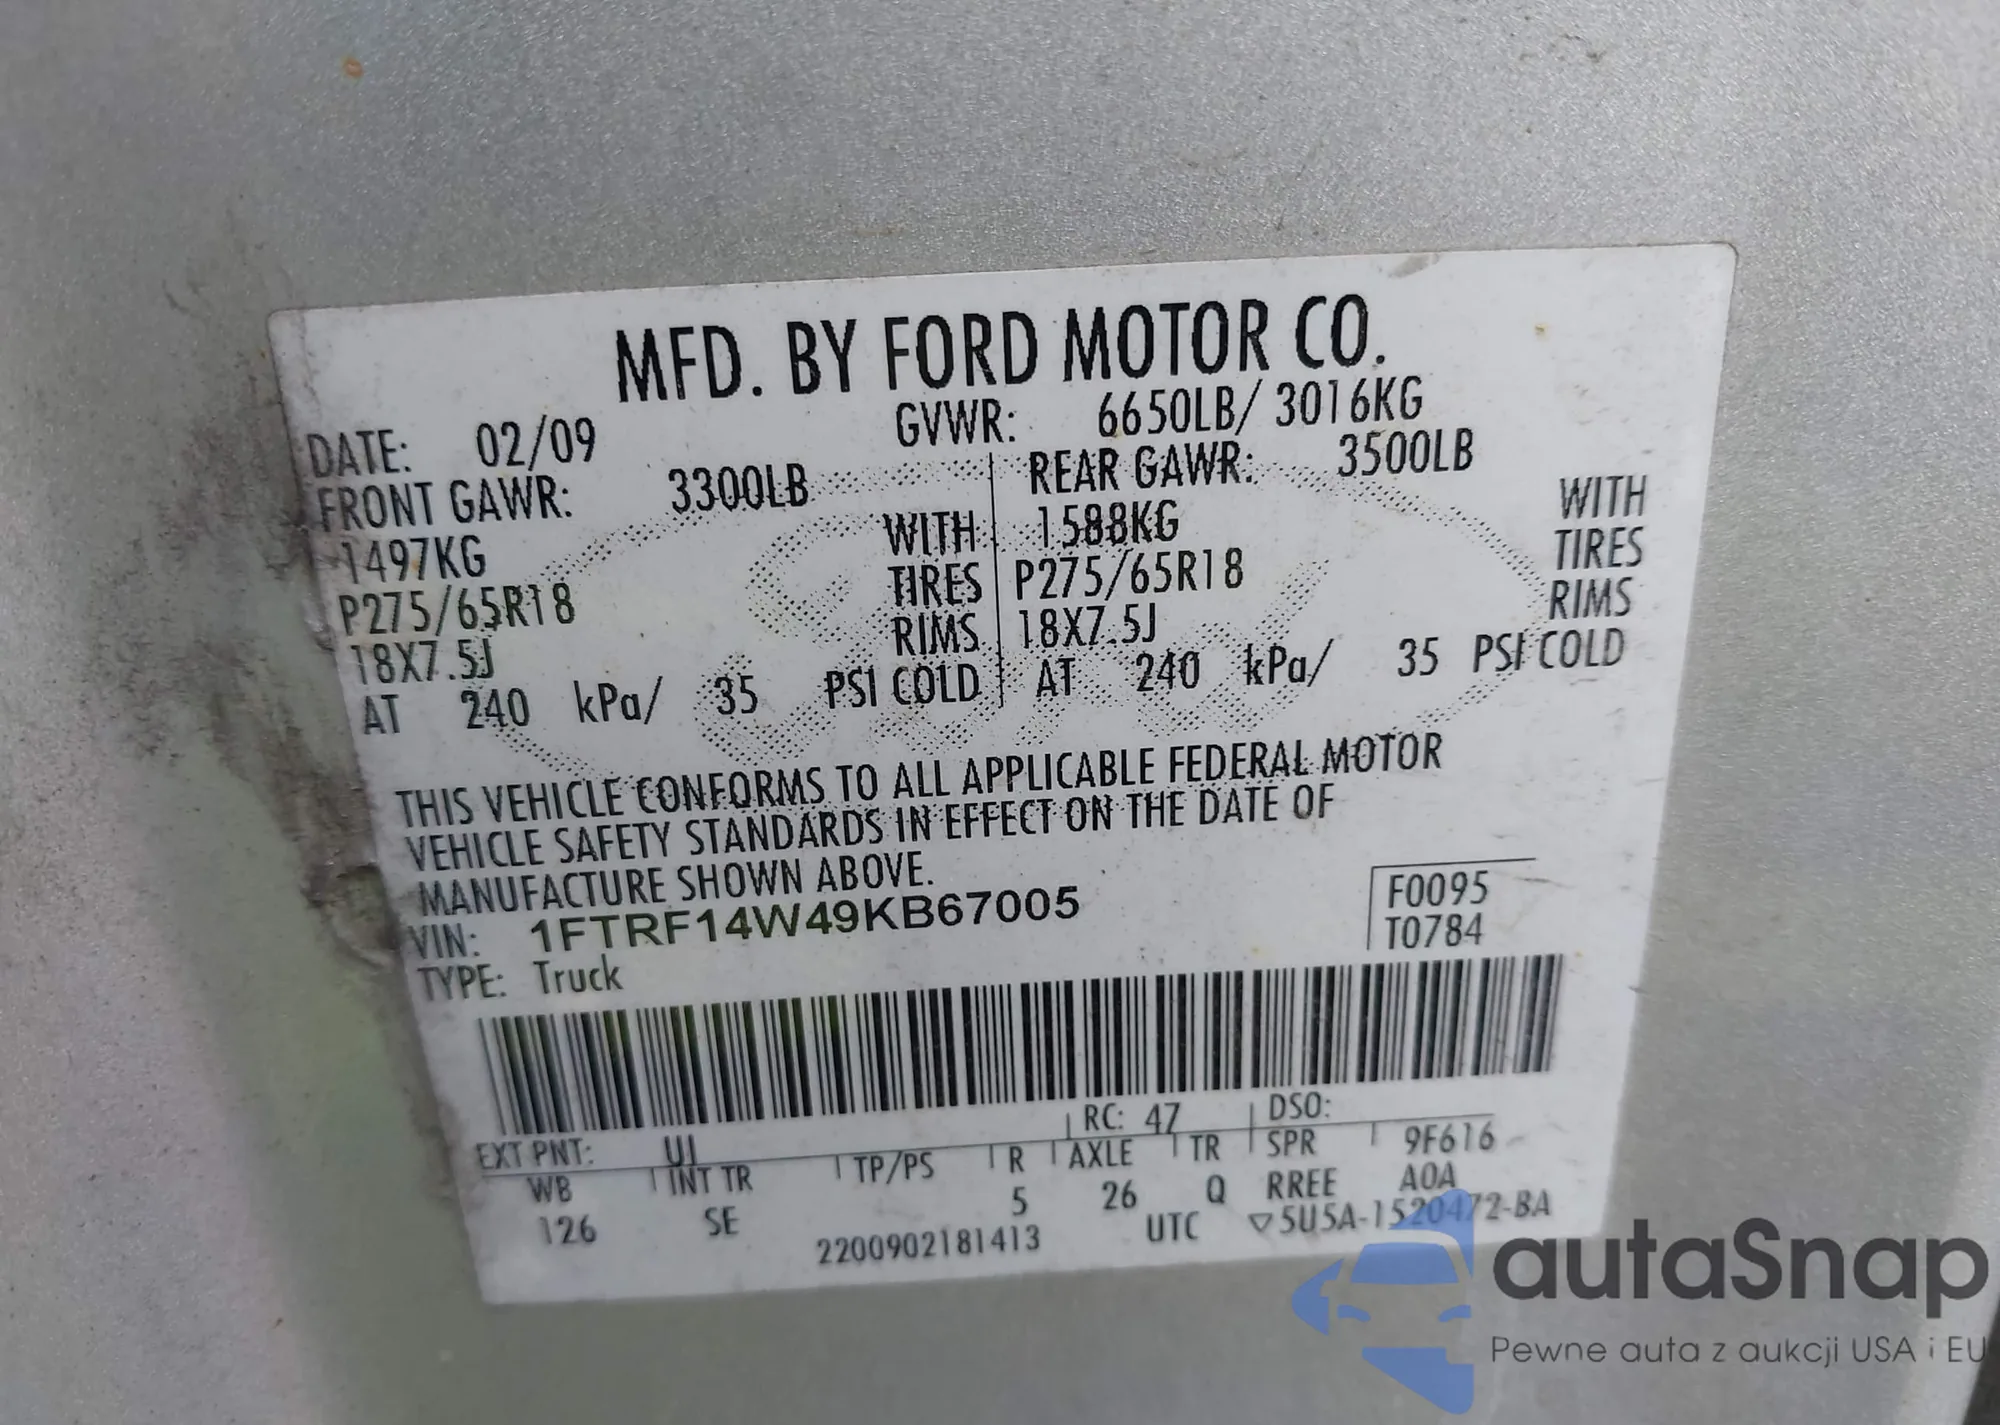 MFD. BY FORD MOTOR CO.
DATE: 02/09 GVWR: 6650LB/ 3016KG
FRONT GAWR: 3300LB REAR GAWR: 3500LB
1497KG WITH 1588KG WITH
P275/65R18 TIRES P275/65R18 TIRES
18X7.5J RIMS 18X7.5J RIMS
AT 240 kPa/ 35 PSI COLD AT 240 kPa/ 35 PSI COLD
THIS VEHICLE CONFORMS TO ALL APPLICABLE FEDERAL MOTOR
VEHICLE SAFETY STANDARDS IN EFFECT ON THE DATE OF
MANUFACTURE SHOWN ABOVE.
VIN: 1FTRF14W49KB67005 F0095
TYPE: Truck T0784
EXT PNT: UI RC: 47 DSO:
WB INT TR TP/PS R AXLE TR SPR 9F616
126 SE 5 26 Q RREE A0A
2200902181413 UTC ▽5U5A-1520472-BA
autaSnap
Pewne auta z aukcji USA i EU